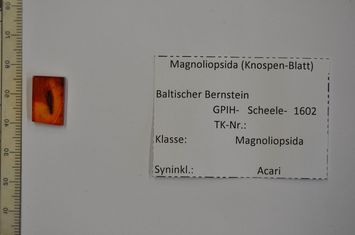 Magnoliopsida (Knospen-Blatt)
Baltischer Bernstein
GPIH- Scheele- 1602
TK-Nr.:
Klasse: Magnoliopsida
Syninkl.: Acari